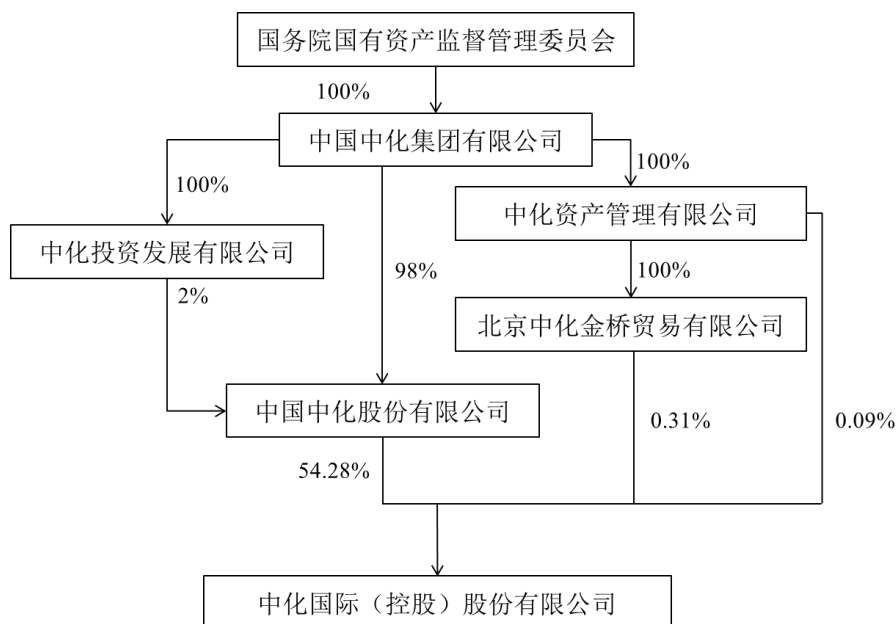 国务院国有资产监督管理委员会
100%
中国中化集团有限公司
100%
100%
中化资产管理有限公司
中化投资发展有限公司
98%
100%
2%
北京中化金桥贸易有限公司
中国中化股份有限公司
0.31%
0.09%
54.28%
中化国际（控股）股份有限公司